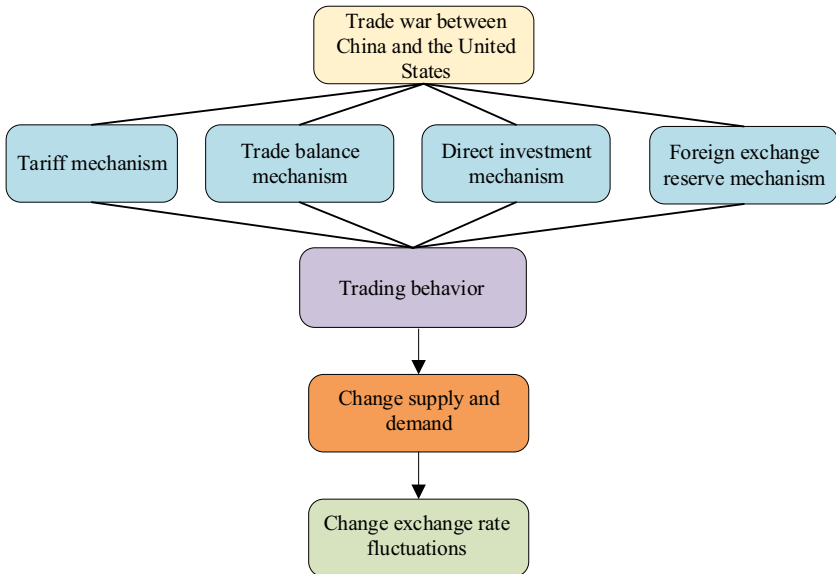 Trade war between
China and the United
States
Tariff mechanism
Trade balance
mechanism
Direct investment
mechanism
Foreign exchange
reserve mechanism
Trading behavior
Change supply and
demand
Change exchange rate
fluctuations